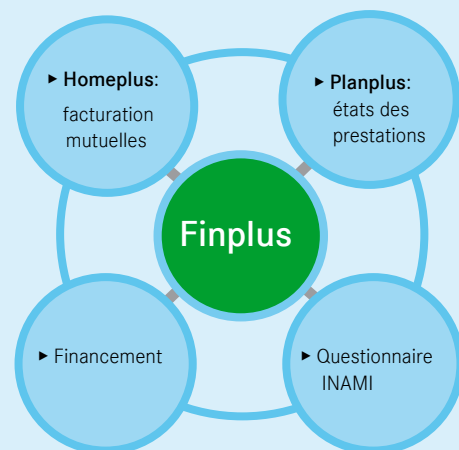 ▸ Homeplus:
facturation
mutuelles
▸ Planplus:
états des
prestations
Finplus
▸ Financement
▸ Questionnaire
INAMI